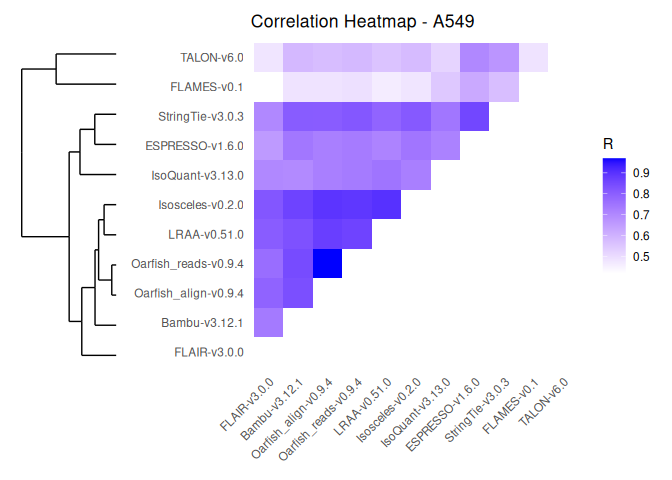 Correlation Heatmap - A549
TALON-v6.0
FLAMES-v0.1
StringTie-v3.0.3
ESPRESSO-v1.6.0
IsoQuant-v3.13.0
Isosceles-v0.2.0
LRAA-v0.51.0
Oarfish_reads-v0.9.4
Oarfish_align-v0.9.4
Bambu-v3.12.1
FLAIR-v3.0.0
R
0.9
0.8
0.7
0.6
0.5
FLAIR-v3.0.0
Bambu-v3.12.1
Oarfish_align-v0.9.4
Oarfish_reads-v0.9.4
LRAA-v0.51.0
Isosceles-v0.2.0
IsoQuant-v3.13.0
ESPRESSO-v1.6.0
StringTie-v3.0.3
FLAMES-v0.1
TALON-v6.0